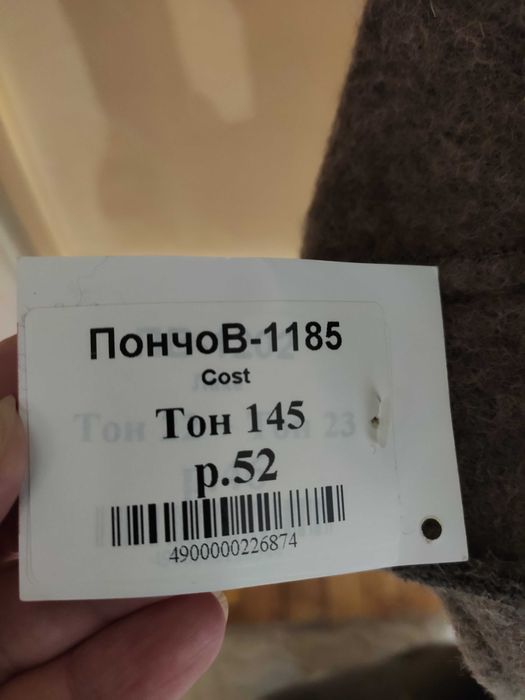 ПончоВ-1185
Cost
Тон 145
р.52
4900000226874